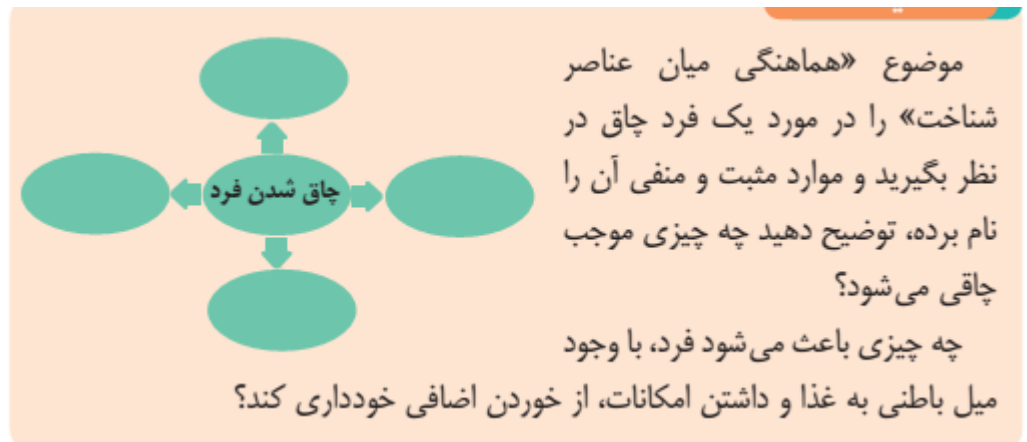 موضوع «هماهنگی میان عناصر
شناخت» را در مورد یک فرد چاق در
نظر بگیرید و موارد مثبت و منفی آن را
نام برده، توضیح دهید چه چیزی موجب
چاقی می‌شود؟
چه چیزی باعث می‌شود فرد، با وجود
میل باطنی به غذا و داشتن امکانات، از خوردن اضافی خودداری کند؟
چاق شدن فرد